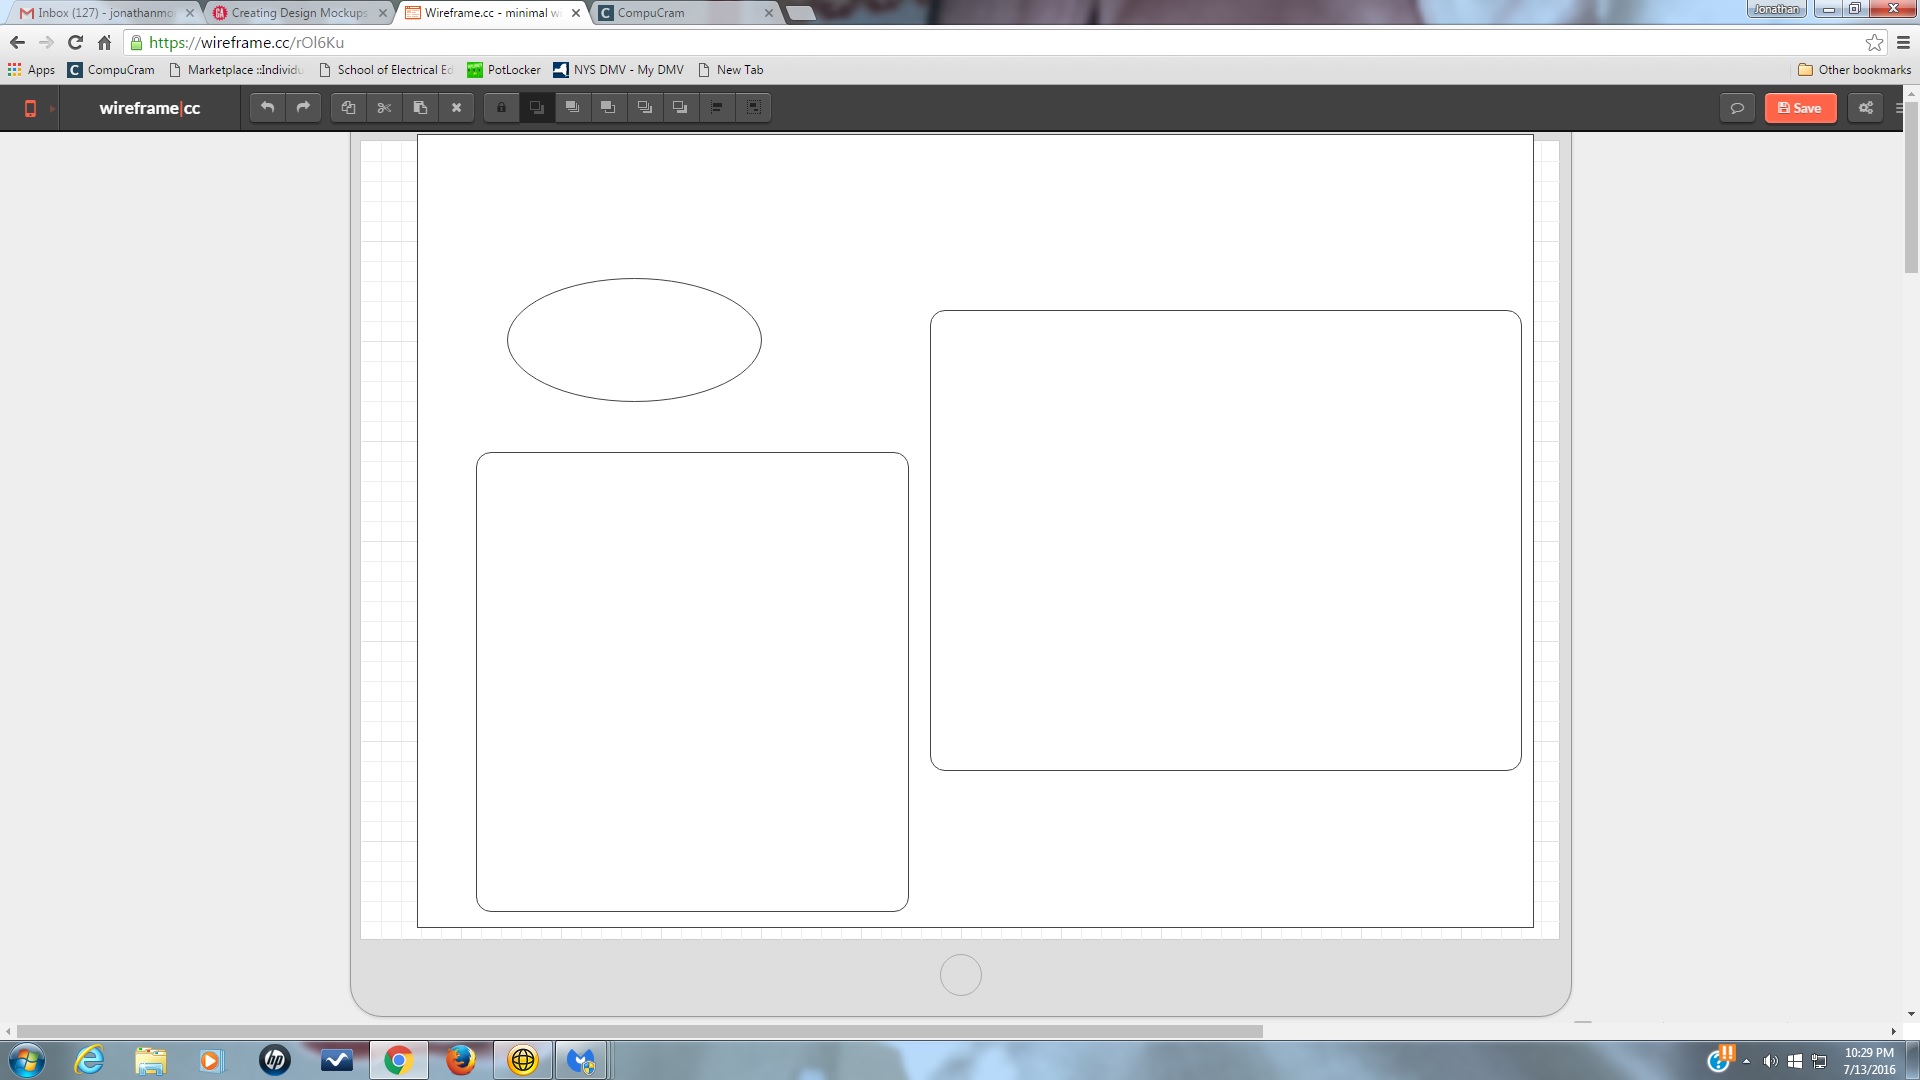 Inbox (127) - jonathanmo
Creating Design Mockups
Wireframe.cc - minimal w
CompuCram
Jonathan
https://wireframe.cc/rOl6Ku
Apps
CompuCram
Marketplace ::Individu
School of Electrical Ed
PotLocker
NYS DMV - My DMV
New Tab
Other bookmarks
wireframe|cc
Save
10:29 PM
7/13/2016